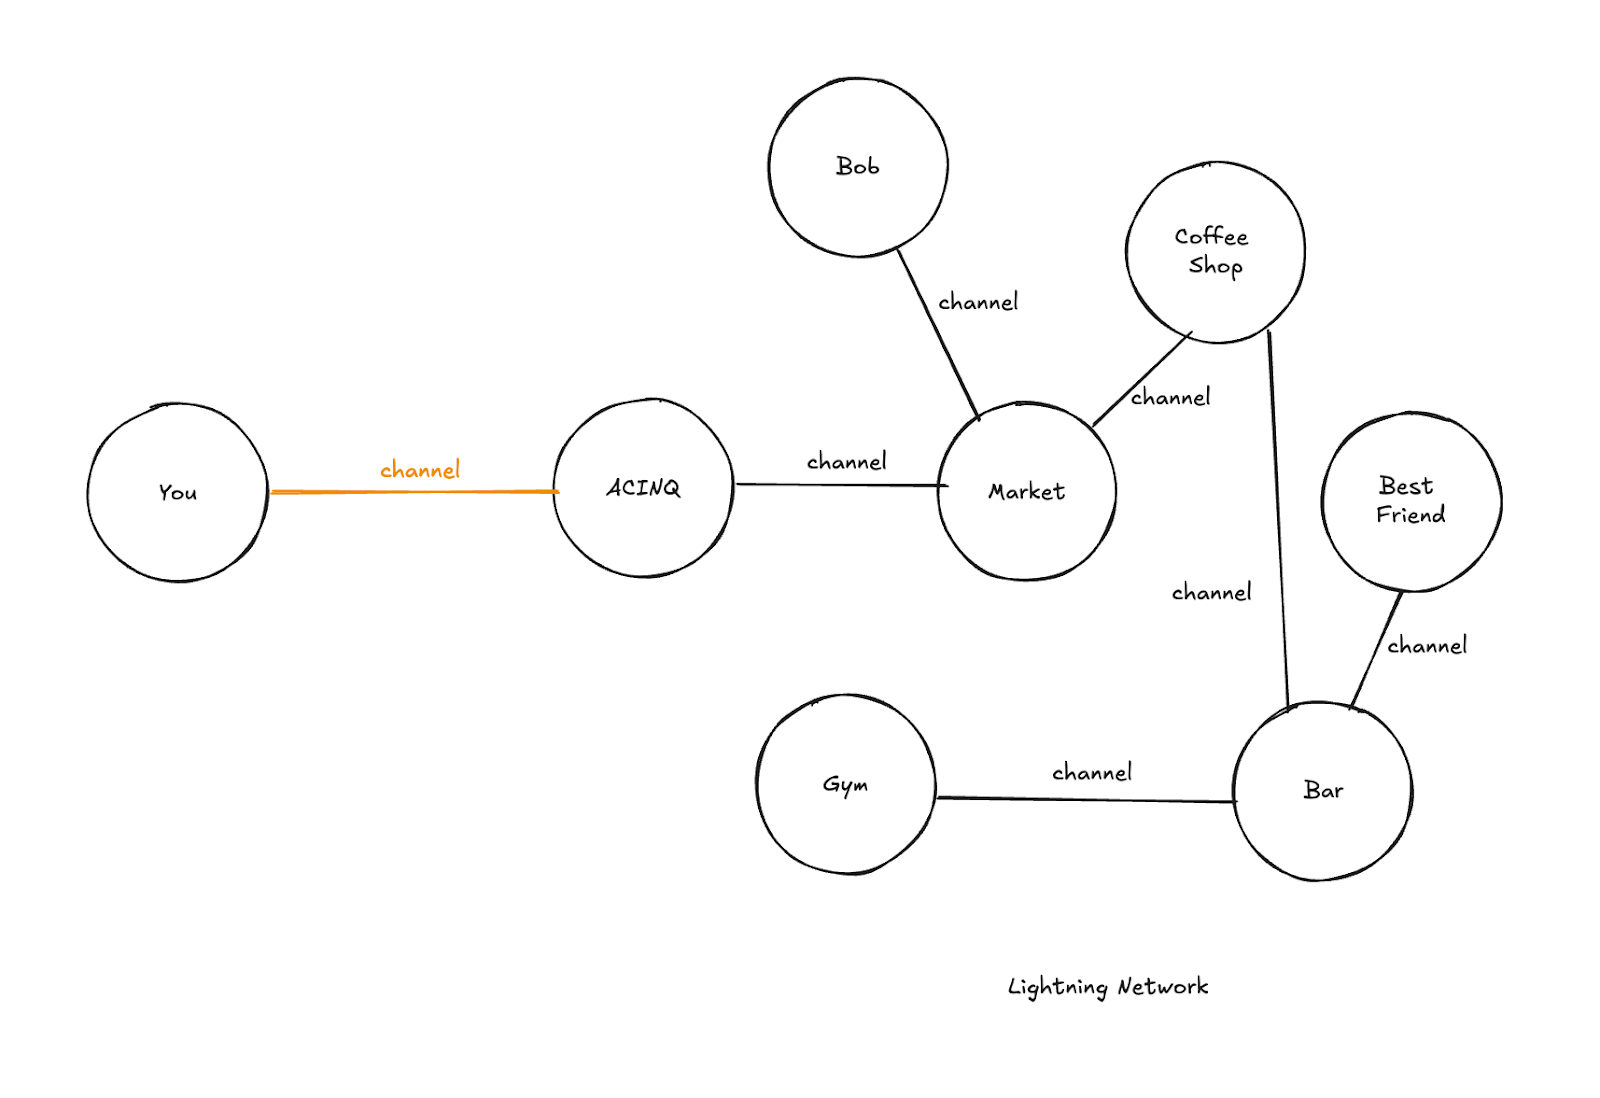 Bob
Coffee
Shop
channel
channel
channel
channel
You
ACINQ
Market
Best
Friend
channel
channel
channel
Gym
Bar
Lightning Network